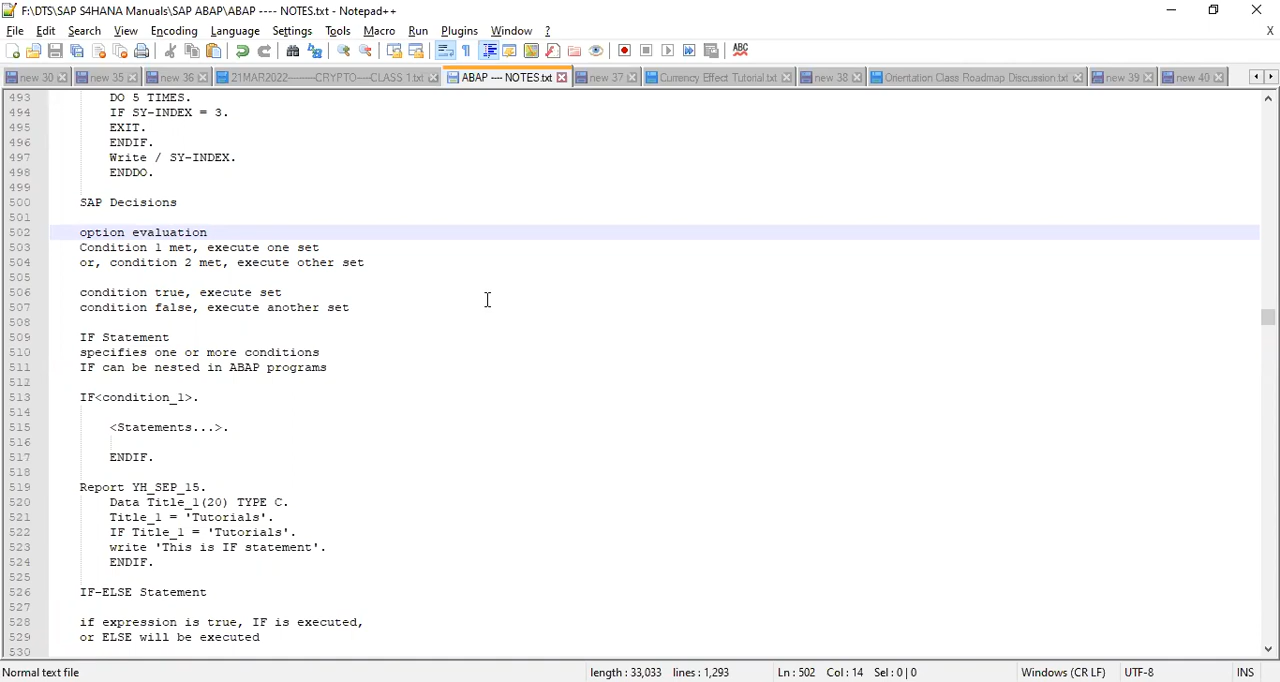 F:\DTS\SAP S4HANA Manuals\SAP ABAP\ABAP ---- NOTES.txt - Notepad++
File Edit Search View Encoding Language Settings Tools Macro Run Plugins Window ?
X
new 30 new 35 new 36 21MAR2022-------CRYPTO---CLASS 1.txt ABAP ---- NOTES.txt new 37 Currency Effect Tutorial.txt new 38 Orientation Class Roadmap Discussion.txt new 39 new 40
493 DO 5 TIMES.
494 IF SY-INDEX = 3.
495 EXIT.
496 ENDIF.
497 Write / SY-INDEX.
498 ENDDO.
499
500 SAP Decisions
501
502 option evaluation
503 Condition 1 met, execute one set
504 or, condition 2 met, execute other set
505
506 condition true, execute set
507 condition false, execute another set
508
509 IF Statement
510 specifies one or more conditions
511 IF can be nested in ABAP programs
512
513 IF<condition_1>.
514
515 <Statements...>.
516
517 ENDIF.
518
519 Report YH_SEP_15.
520 Data Title_1(20) TYPE C.
521 Title_1 = 'Tutorials'.
522 IF Title_1 = 'Tutorials'.
523 write 'This is IF statement'.
524 ENDIF.
525
526 IF-ELSE Statement
527
528 if expression is true, IF is executed,
529 or ELSE will be executed
530
Normal text file length : 33,033 lines : 1,293 Ln : 502 Col : 14 Sel : 0 | 0 Windows (CR LF) UTF-8 INS